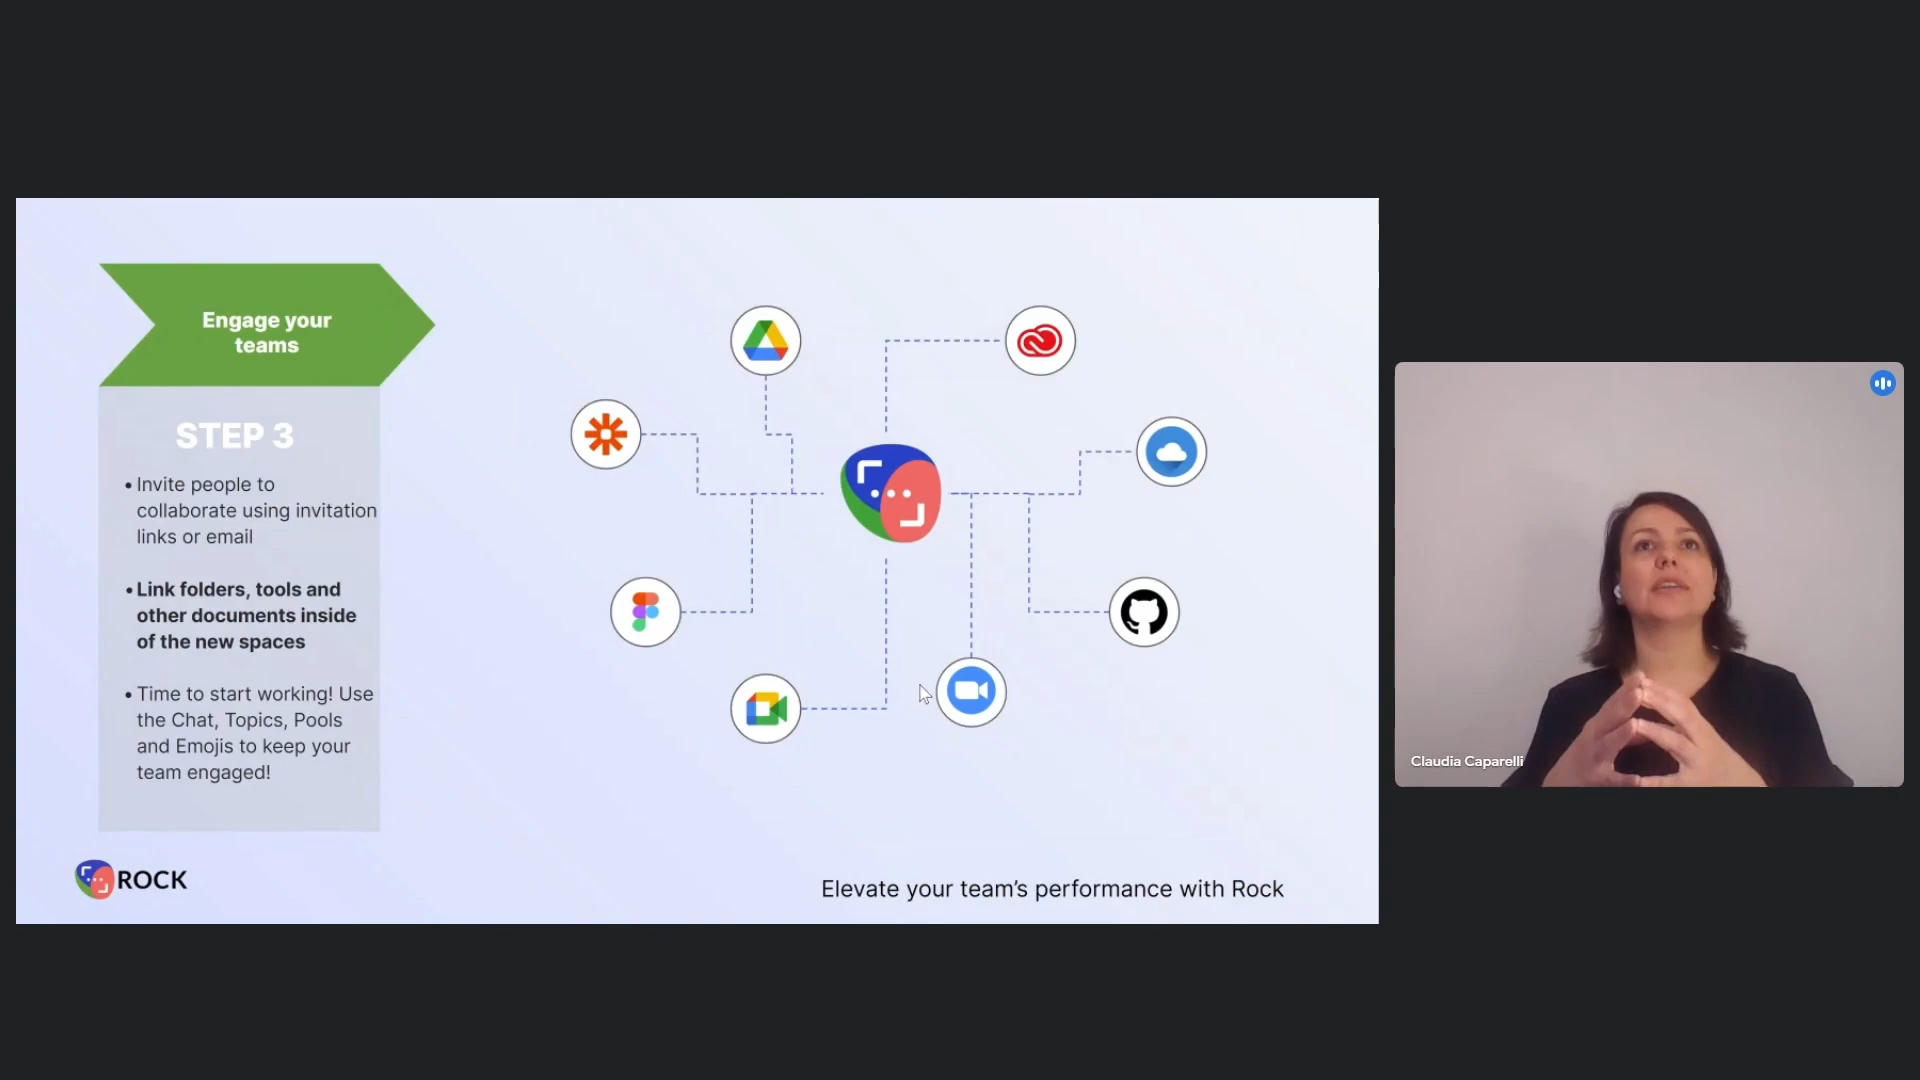 Engage your
teams
STEP 3
• Invite people to
collaborate using invitation
links or email
• Link folders, tools and
other documents inside
of the new spaces
• Time to start working! Use
the Chat, Topics, Pools
and Emojis to keep your
team engaged!
ROCK
Elevate your team's performance with Rock
Claudia Caparelli